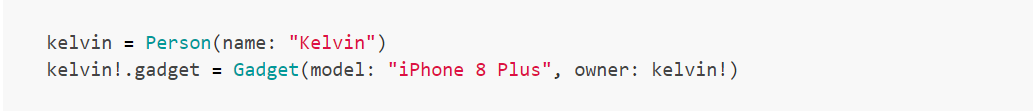 kelvin = Person(name: "Kelvin")
kelvin!.gadget = Gadget(model: "iPhone 8 Plus", owner: kelvin!)